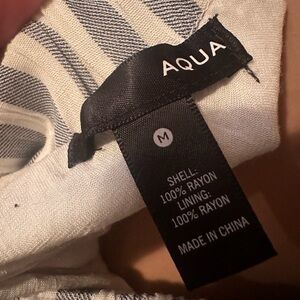 AQUA
M
SHELL:
100% RAYON
LINING:
100% RAYON
MADE IN CHINA